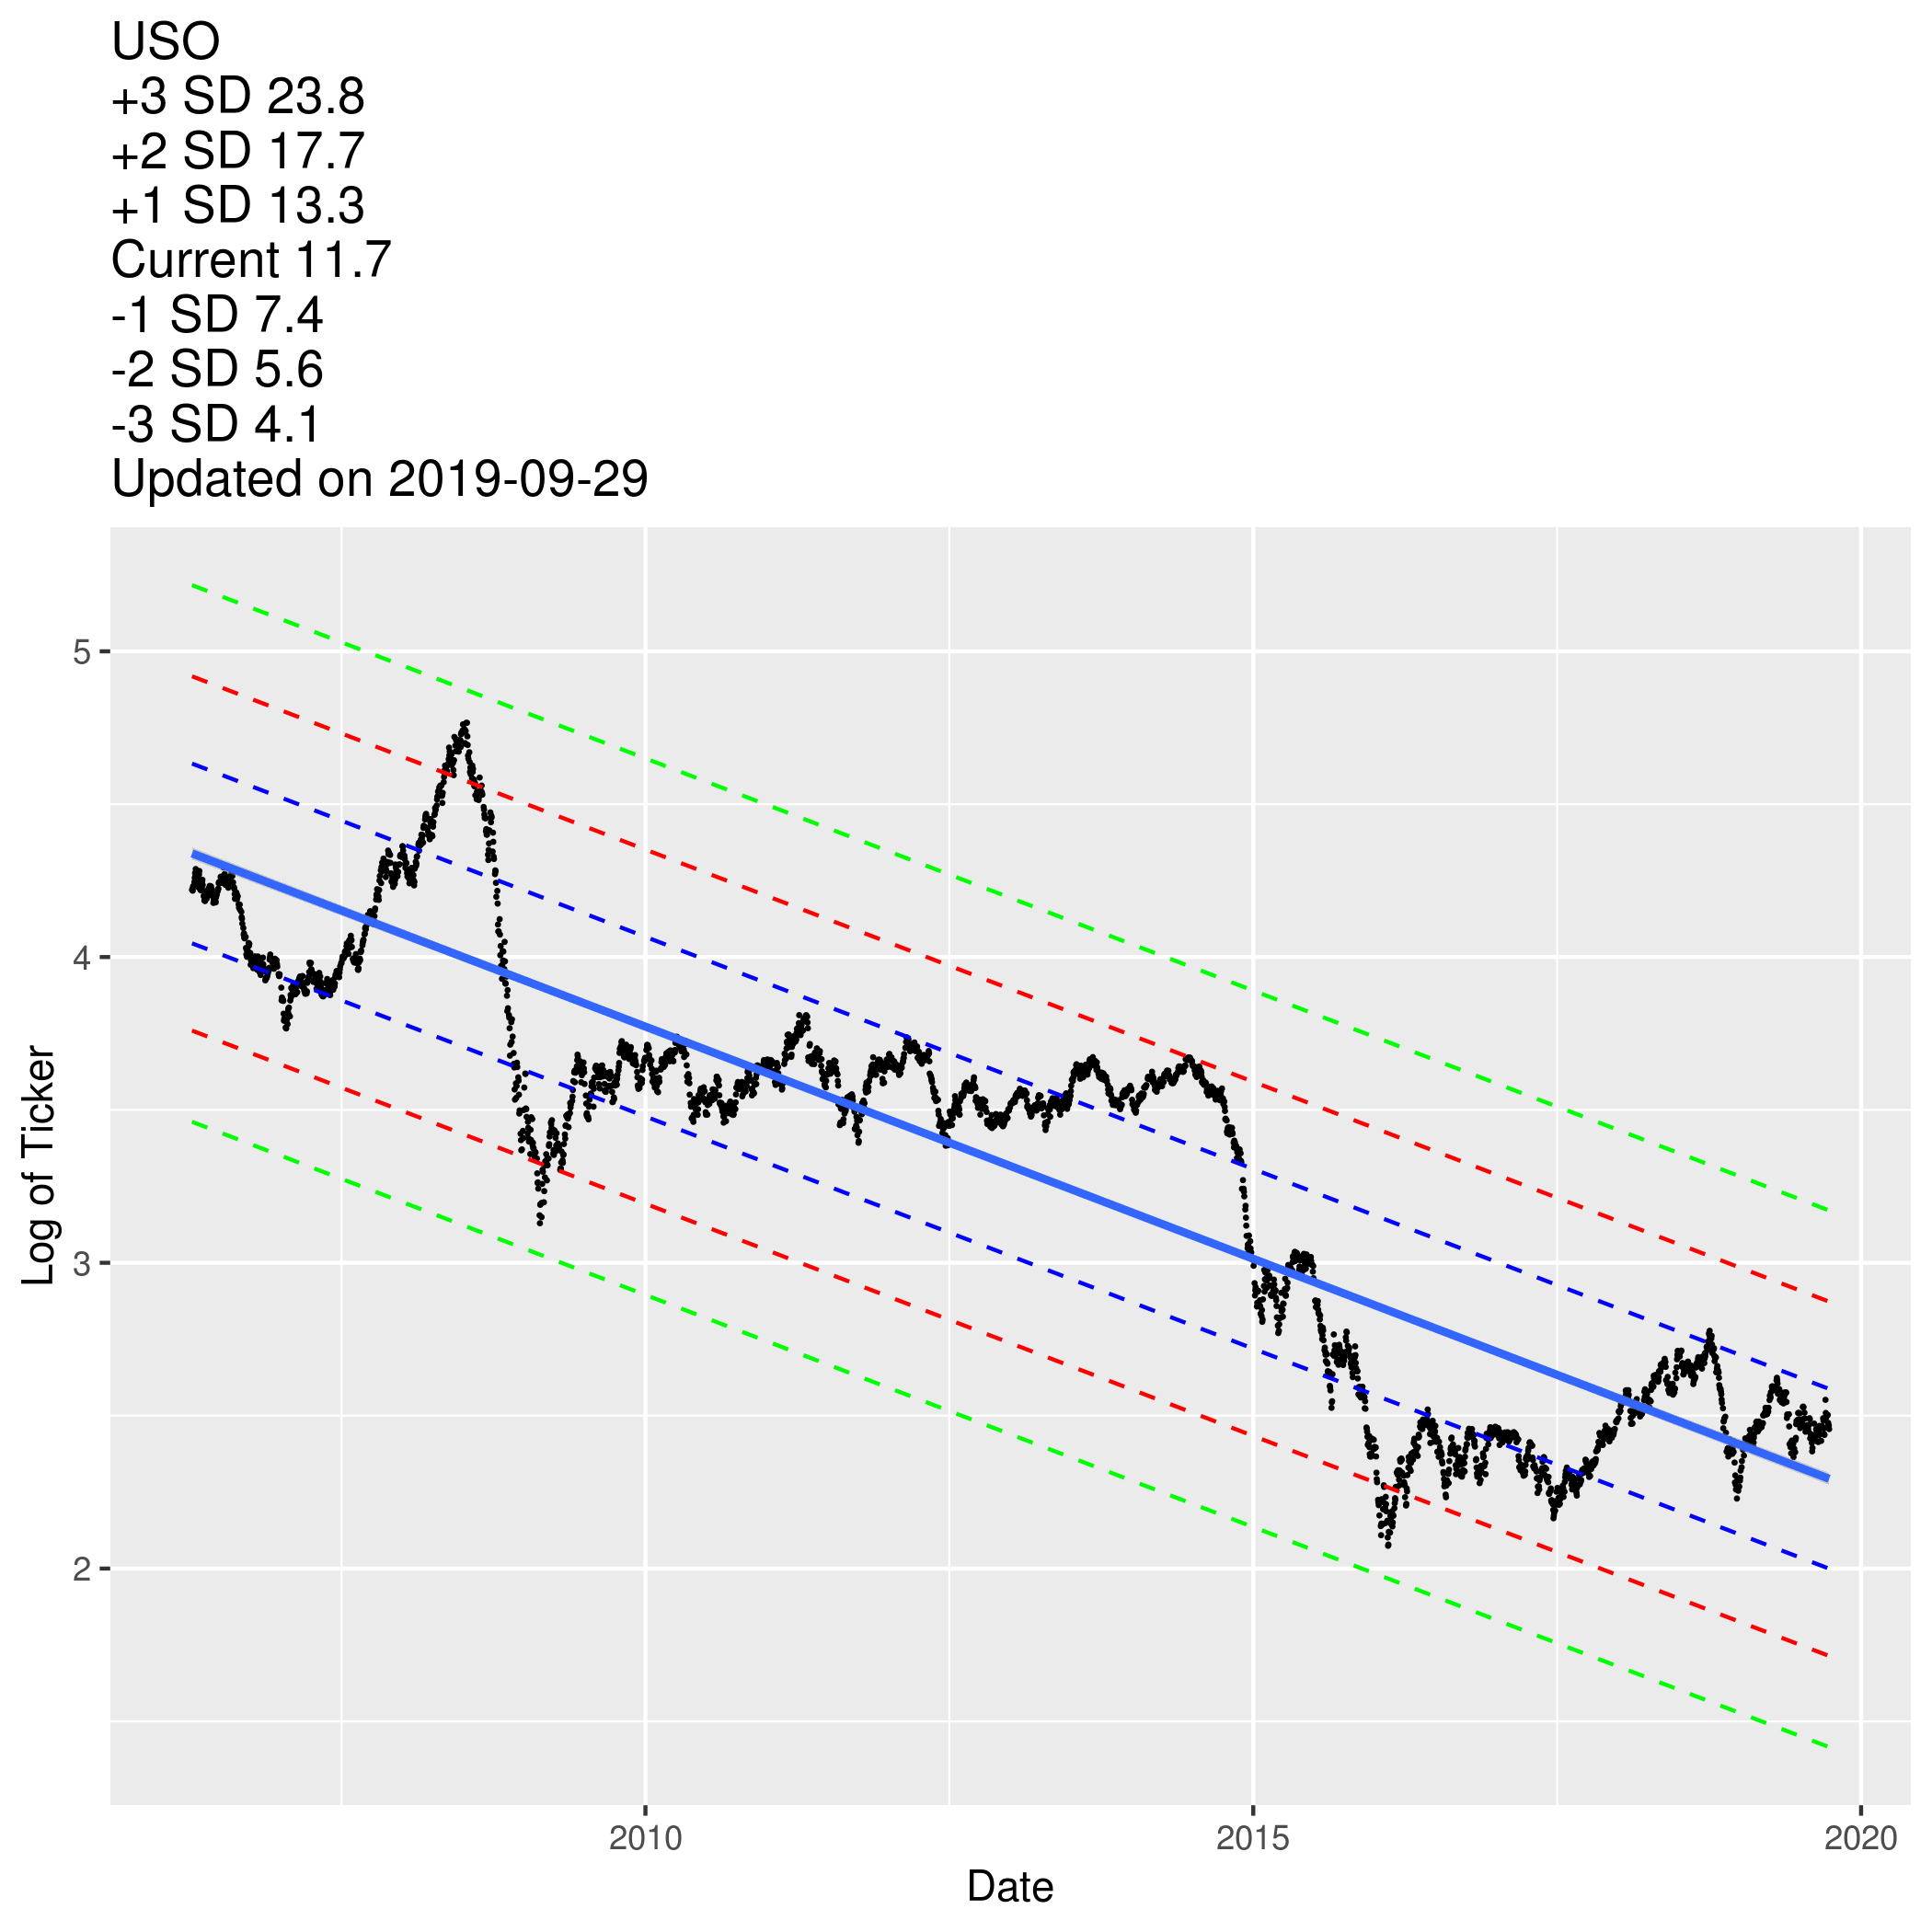 USO
+3 SD 23.8
+2 SD 17.7
+1 SD 13.3
Current 11.7
-1 SD 7.4
-2 SD 5.6
-3 SD 4.1
Updated on 2019-09-29
5
4
3
2
Log of Ticker
2010 2015 2020
Date